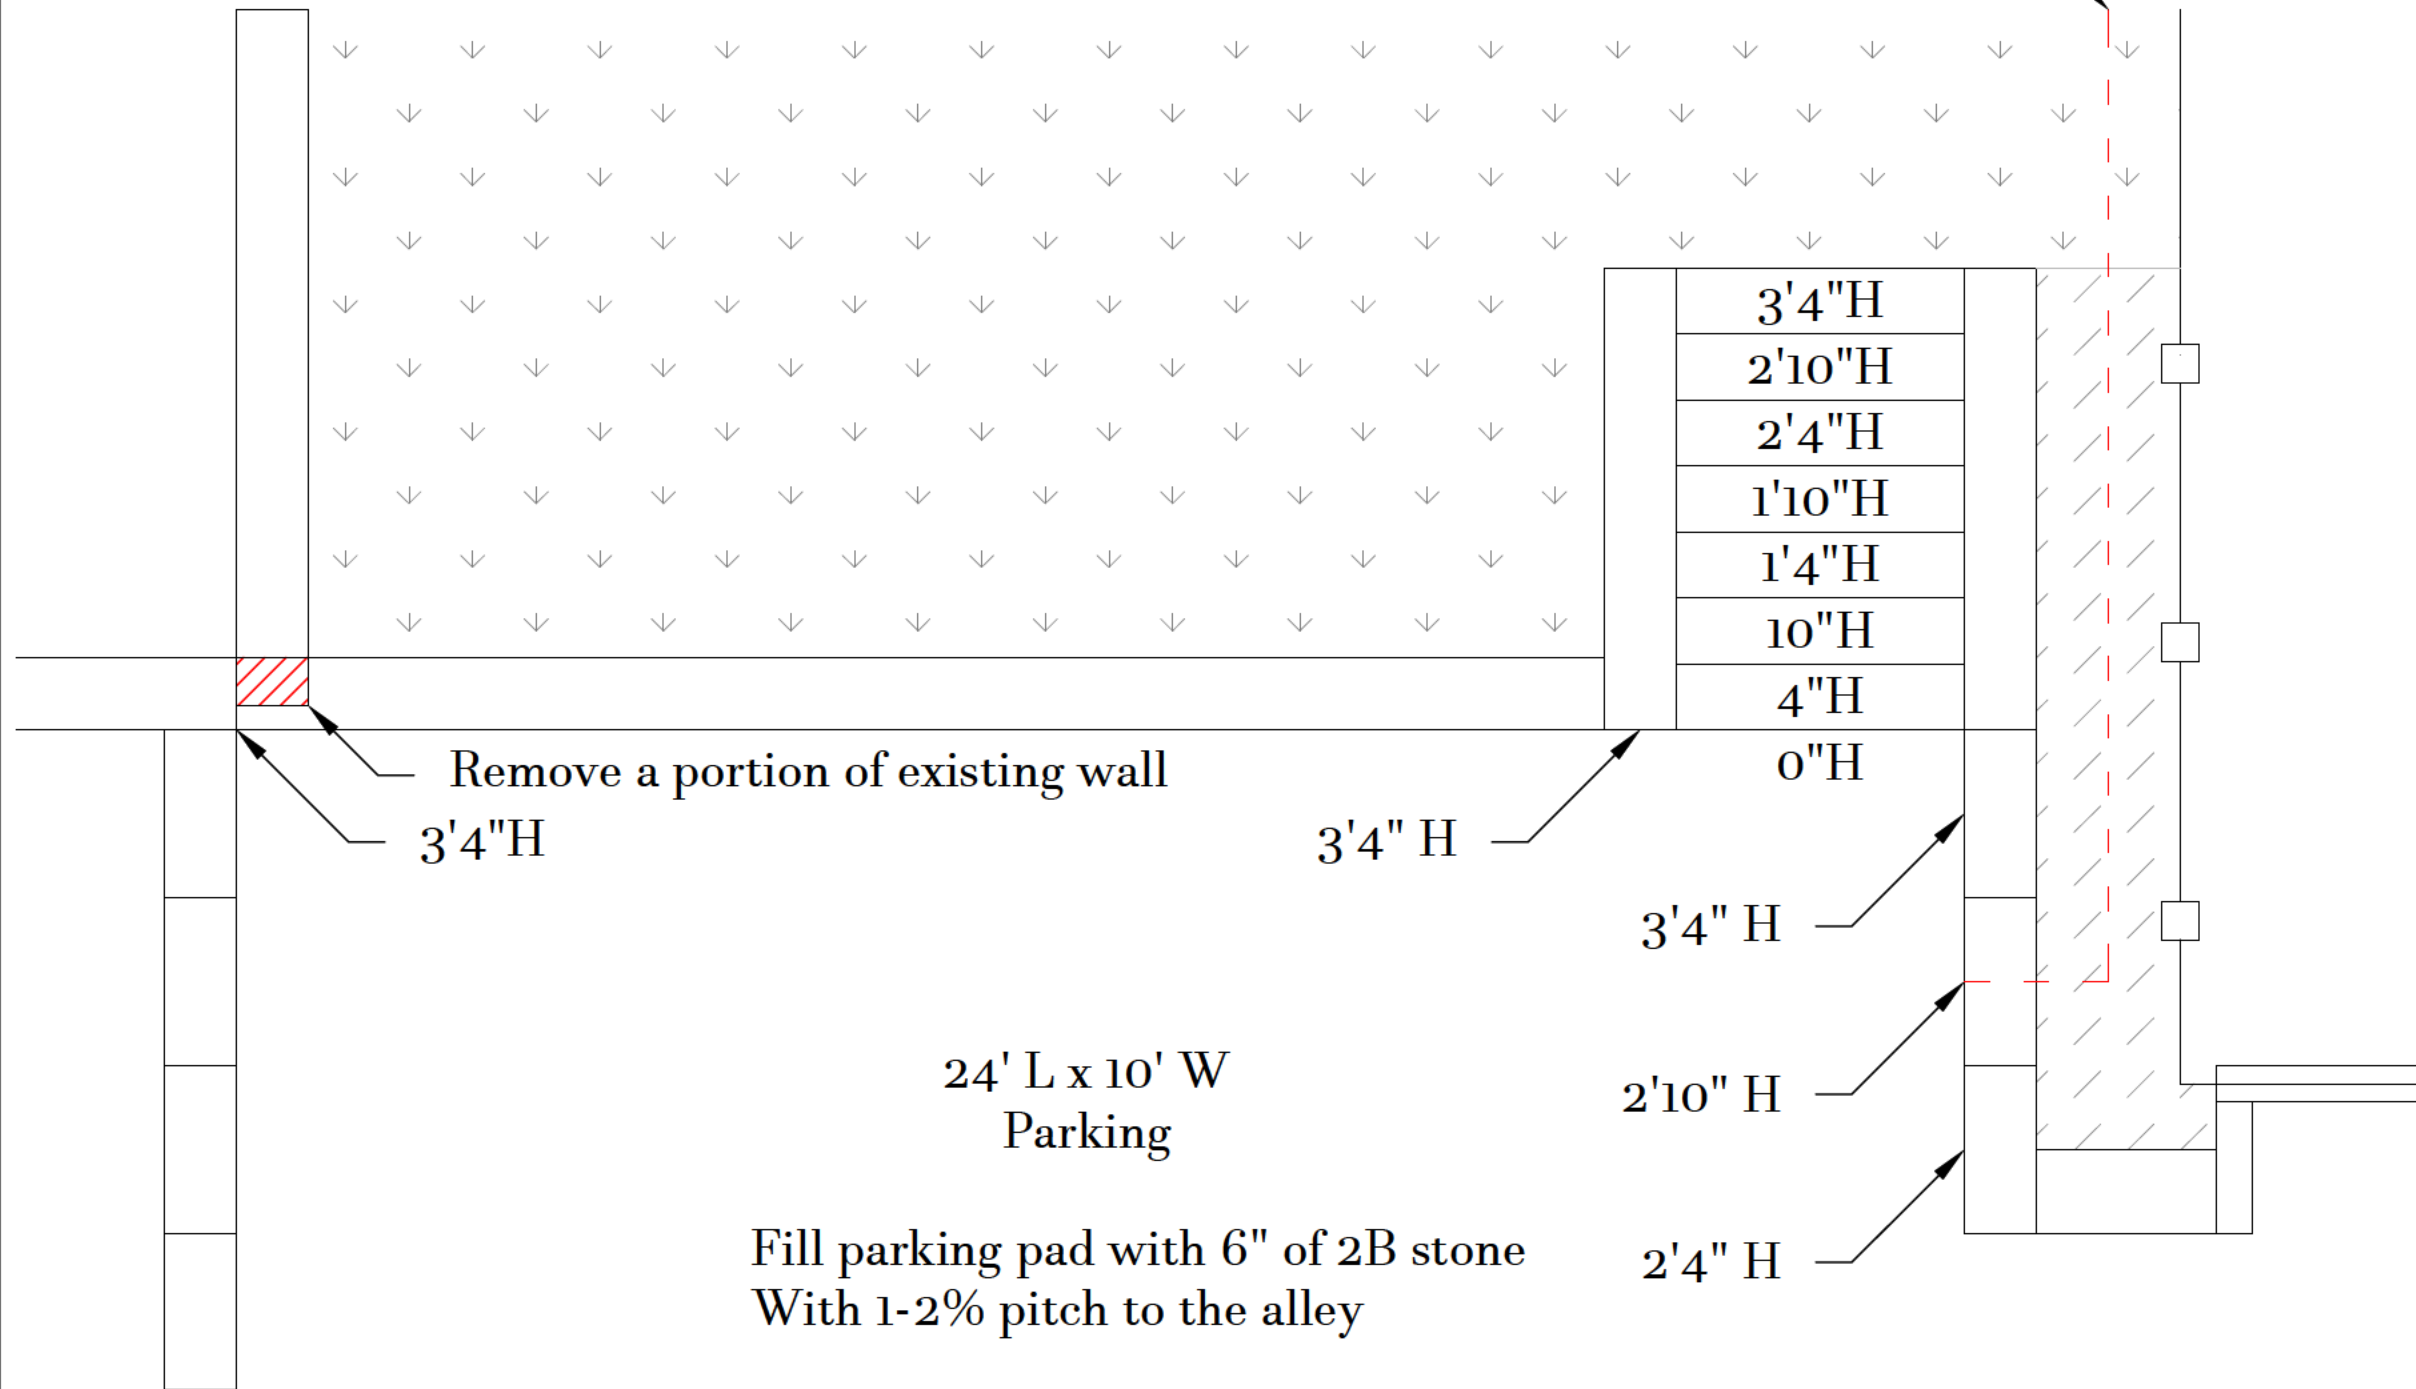 3'4"H
2'10"H
2'4"H
1'10"H
1'4"H
10"H
4"H
0"H
Remove a portion of existing wall
3'4"H
3'4" H
3'4" H
2'10" H
2'4" H
24' L x 10' W
Parking
Fill parking pad with 6" of 2B stone
With 1-2% pitch to the alley